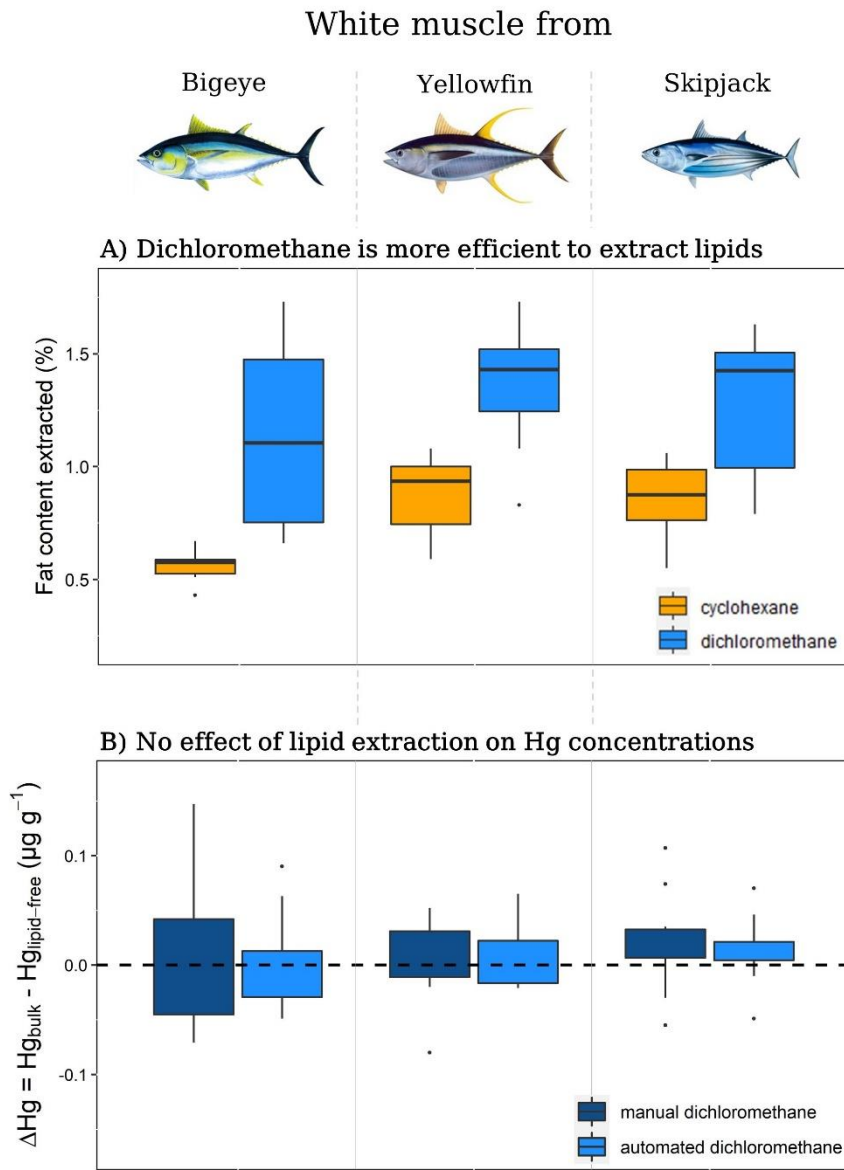 White muscle from
Bigeye
Yellowfin
Skipjack
A) Dichloromethane is more efficient to extract lipids
Fat content extracted (%)
1.5
1.0
0.5
cyclohexane
dichloromethane
B) No effect of lipid extraction on Hg concentrations
ΔHg = Hgbulk - Hglipid−free (µg g−1)
0.1
0.0
-0.1
manual dichloromethane
automated dichloromethane